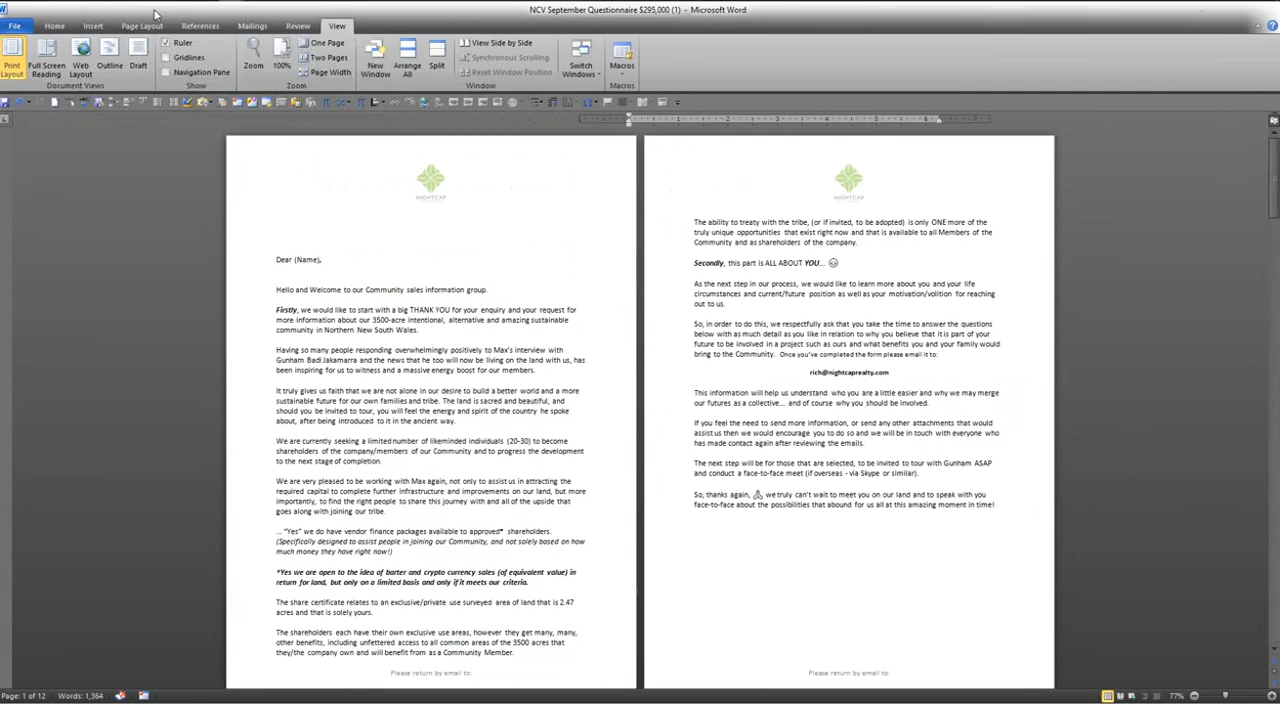 NCV September Questionnaire $295,000 (1) - Microsoft Word
File Home Insert Page Layout References Mailings Review View
Print Layout
Full Screen Reading
Web Layout
Outline
Draft
Document Views
Ruler
Gridlines
Navigation Pane
Show
Zoom
100%
One Page
Two Pages
Page Width
Zoom
New Window
Arrange All
Split
View Side by Side
Synchronous Scrolling
Reset Window Position
Window
Switch Windows
Macros
Macros
NIGHTCAP
Dear (Name),
Hello and Welcome to our Community sales information group.
Firstly, we would like to start with a big THANK YOU for your enquiry and your request for
more information about our 3500-acre intentional, alternative and amazing sustainable
community in Northern New South Wales.
Having so many people responding overwhelmingly positively to Max's interview with
Gunham Badi Jakamarra and the news that he too will now be living on the land with us, has
been inspiring for us to witness and a massive energy boost for our members.
It truly gives us faith that we are not alone in our desire to build a better world and a more
sustainable future for our own families and tribe. The land is sacred and beautiful, and
should you be invited to tour, you will feel the energy and spirit of the country he spoke
about, after being introduced to it in the ancient way.
We are currently seeking a limited number of likeminded individuals (20-30) to become
shareholders of the company/members of our Community and to progress the development
to the next stage of completion.
We are very pleased to be working with Max again, not only to assist us in attracting the
required capital to complete further infrastructure and improvements on our land, but more
importantly, to find the right people to share this journey with and all of the upside that
goes along with joining our tribe.
... "Yes" we do have vendor finance packages available to approved* shareholders.
(Specifically designed to assist people in joining our Community, and not solely based on how
much money they have right now!)
*Yes we are open to the idea of barter and crypto currency sales (of equivalent value) in
return for land, but only on a limited basis and only if it meets our criteria.
The share certificate relates to an exclusive/private use surveyed area of land that is 2.47
acres and that is solely yours.
The shareholders each have their own exclusive use areas, however they get many, many,
other benefits, including unfettered access to all common areas of the 3500 acres that
they/the company own and will benefit from as a Community Member.
Please return by email to:
NIGHTCAP
The ability to treaty with the tribe, (or if invited, to be adopted) is only ONE more of the
truly unique opportunities that exist right now and that is available to all Members of the
Community and as shareholders of the company.
Secondly, this part is ALL ABOUT YOU...
As the next step in our process, we would like to learn more about you and your life
circumstances and current/future position as well as your motivation/volition for reaching
out to us.
So, in order to do this, we respectfully ask that you take the time to answer the questions
below with as much detail as you like in relation to why you believe that it is part of your
future to be involved in a project such as ours and what benefits you and your family would
bring to the Community. Once you've completed the form please email it to:
rich@nightcaprealty.com
This information will help us understand who you are a little easier and why we may merge
our futures as a collective... and of course why you should be involved.
If you feel the need to send more information, or send any other attachments that would
assist us then we would encourage you to do so and we will be in touch with everyone who
has made contact again after reviewing the emails.
The next step will be for those that are selected, to be invited to tour with Gunham ASAP
and conduct a face-to-face meet (if overseas - via Skype or similar).
So, thanks again, we truly can't wait to meet you on our land and to speak with you
face-to-face about the possibilities that abound for us all at this amazing moment in time!
Please return by email to:
Page: 1 of 12 Words: 1,364 77%